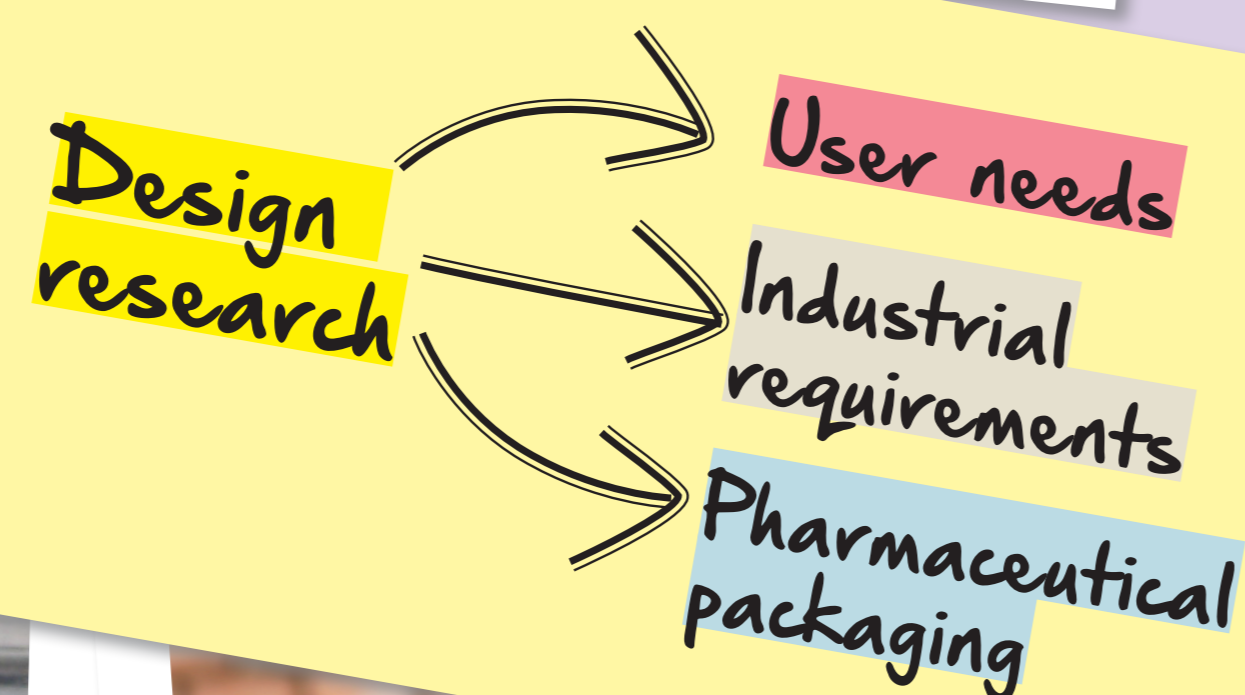 Design
research
User needs
Industrial
requirements
Pharmaceutical
packaging